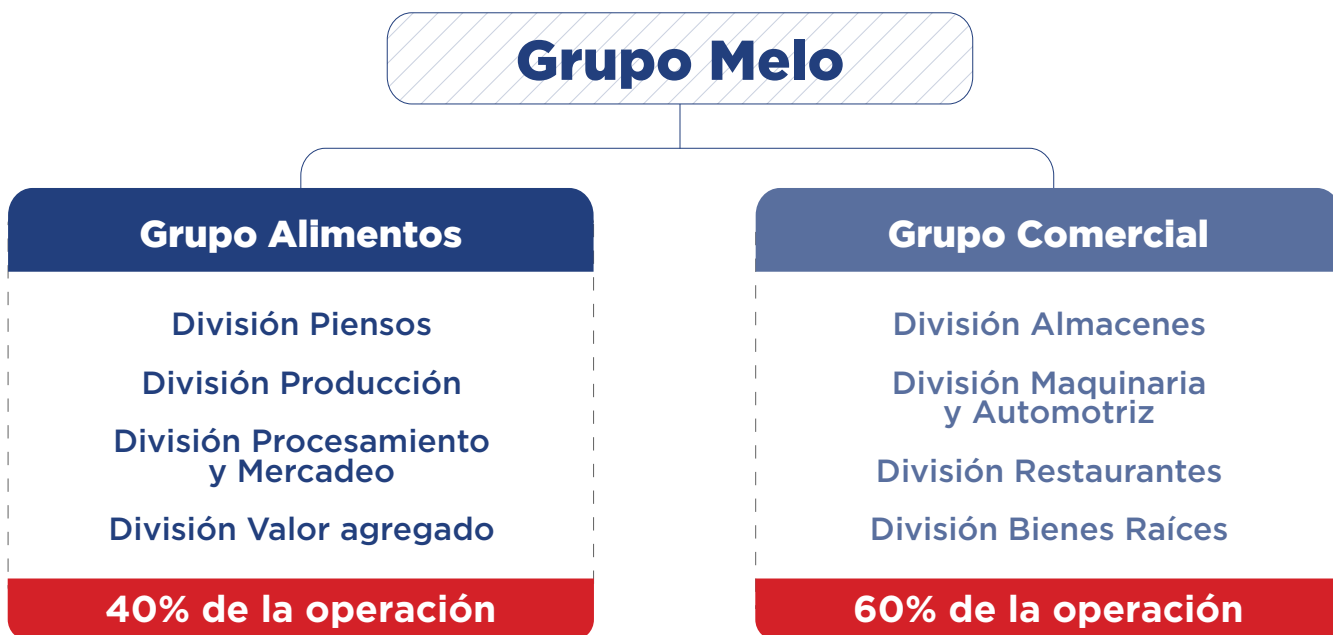 Grupo Melo
Grupo Alimentos
División Piensos
División Producción
División Procesamiento
y Mercadeo
División Valor agregado
40% de la operación
Grupo Comercial
División Almacenes
División Maquinaria
y Automotriz
División Restaurantes
División Bienes Raíces
60% de la operación